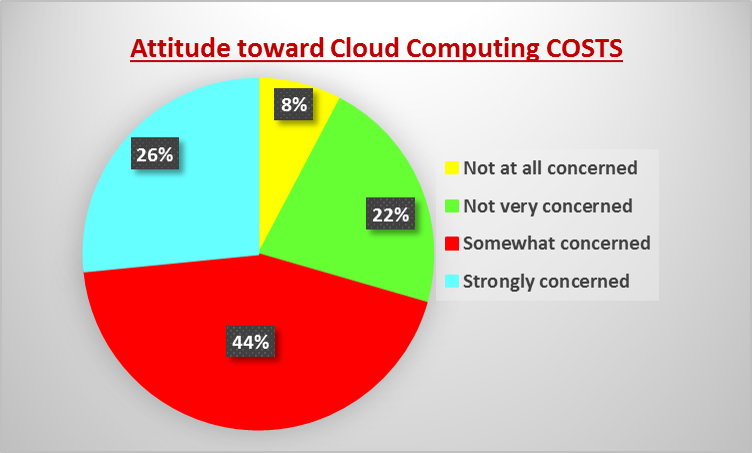 Attitude toward Cloud Computing COSTS
8%
26%
22%
44%
Not at all concerned
Not very concerned
Somewhat concerned
Strongly concerned